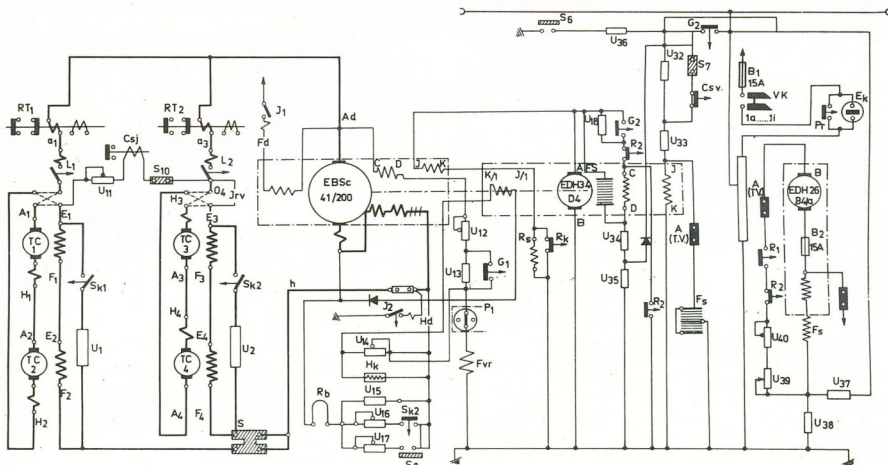 RT1
RT2
a1
a3
Csj
L1
L2
S10
U11
Jrv
A1
E1
H3
E3
TC
1
TC
3
F1
A3
F3
H1
Sk1
Sk2
A2
E2
H4
E4
U1
U2
TC
2
TC
4
F2
H2
A4
F4
S
h
J1
Fd
Ad
EBSc
41/200
C
D
J
K
K/1
J/1
U12
U13
G1
P1
Fvr
J2
Hd
U14
Hk
U15
U16
U17
Sk2
Rb
Rs
Rk
S6
U36
G2
U32
S7
Csv.
U33
U18
G2
R2
A
FS
EDH34
D4
B
C
D
U34
U35
R2
J
K
A
(T.V.)
Fs
B1
15A
VK
1a.....1i
Pr
Ek
A
(T.V.)
B
EDH26
B4/a
B2
15A
R1
R2
Fs
U40
U39
U37
U38